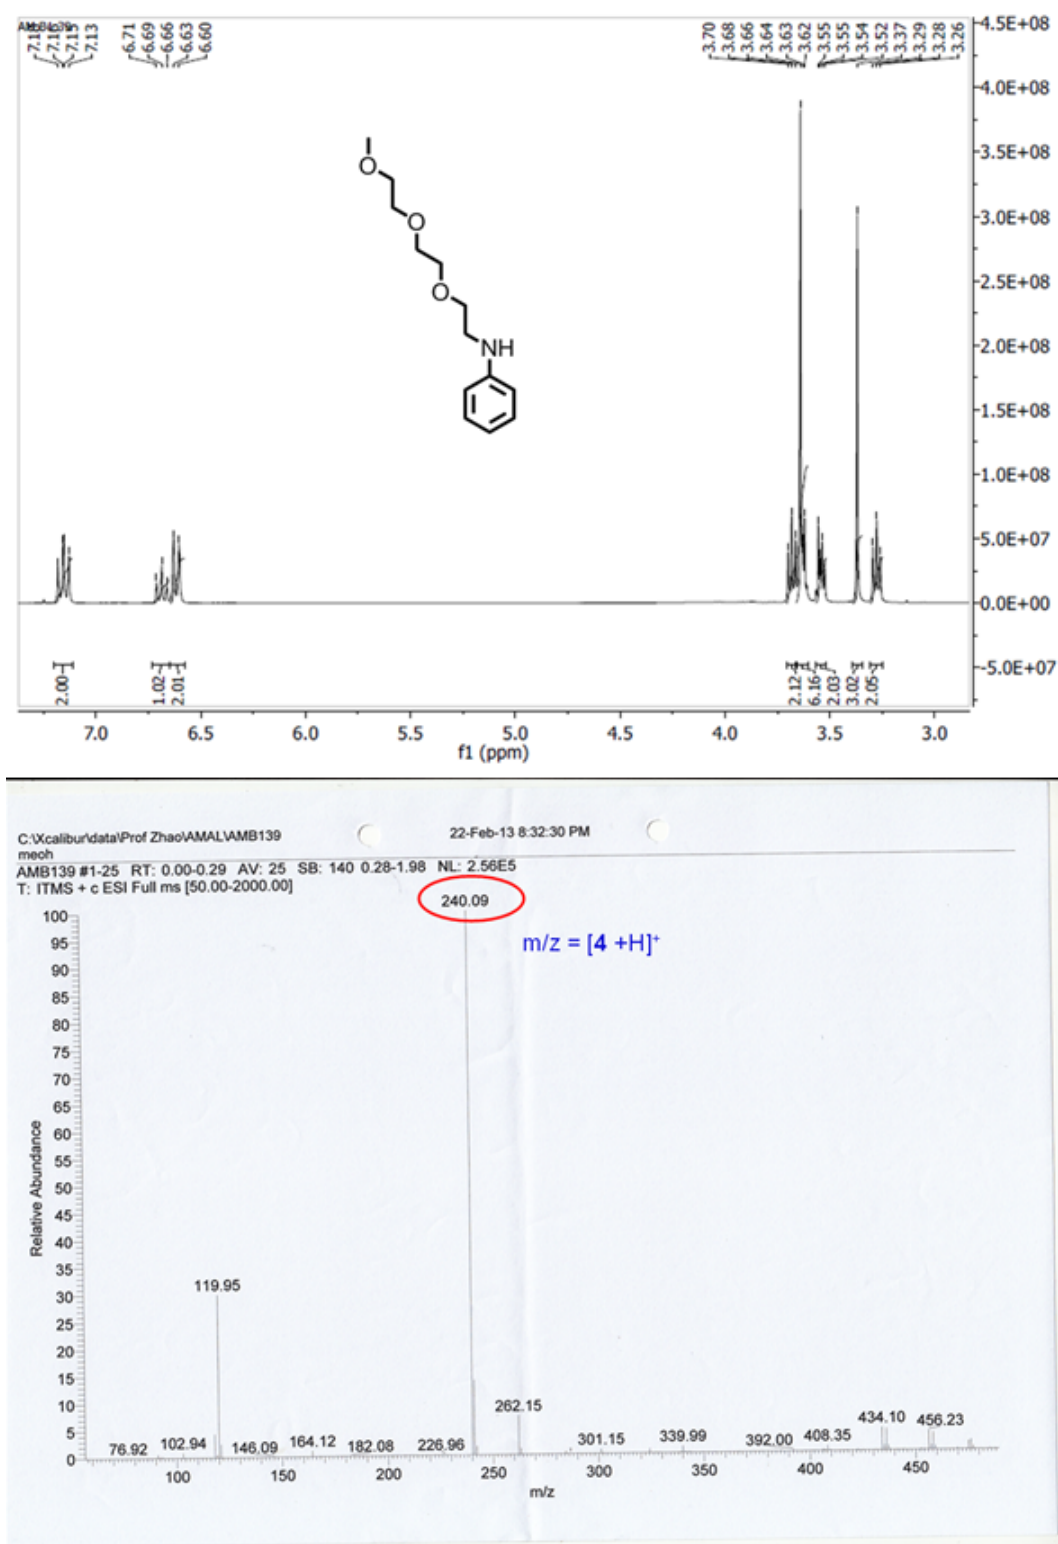 AMB4-39
7.18
7.16
7.15
7.13
6.71
6.69
6.66
6.63
6.60
3.70
3.68
3.66
3.64
3.63
3.62
3.55
3.55
3.54
3.52
3.37
3.29
3.28
3.26
4.5E+08
4.0E+08
3.5E+08
3.0E+08
2.5E+08
2.0E+08
1.5E+08
1.0E+08
5.0E+07
0.0E+00
-5.0E+07
O
O
O
NH
2.00
1.02
2.01
2.12
6.16
2.03
3.02
2.05
7.0 6.5 6.0 5.5 5.0 4.5 4.0 3.5 3.0
f1 (ppm)
C:\Xcalibur\data\Prof Zhao\AMAL\AMB139 22-Feb-13 8:32:30 PM
meoh
AMB139 #1-25 RT: 0.00-0.29 AV: 25 SB: 140 0.28-1.98 NL: 2.56E5
T: ITMS + c ESI Full ms [50.00-2000.00]
240.09
m/z = [4 +H]+
100
95
90
85
80
75
70
65
60
55
50
45
40
35
30
25
20
15
10
5
0
Relative Abundance
119.95
262.15
434.10 456.23
76.92 102.94 146.09 164.12 182.08 226.96 301.15 339.99 392.00 408.35
100 150 200 250 300 350 400 450
m/z